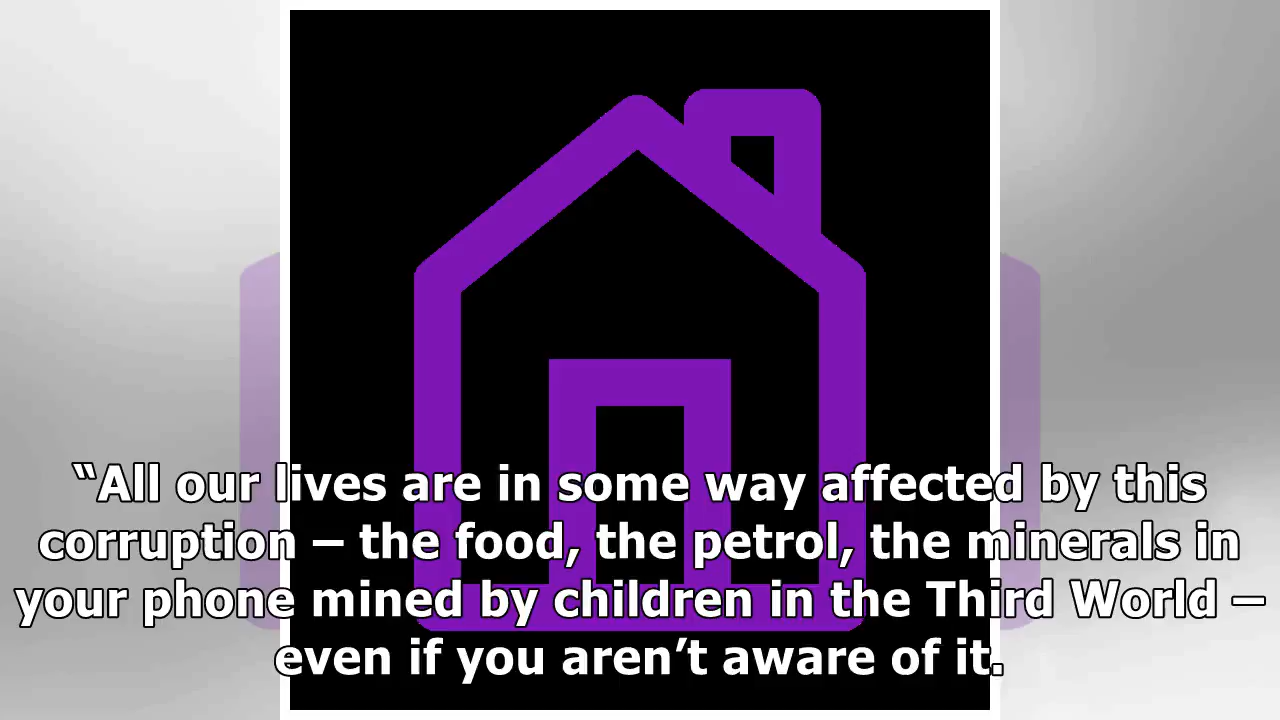 “All our lives are in some way affected by this
corruption – the food, the petrol, the minerals in
your phone mined by children in the Third World –
even if you aren’t aware of it.